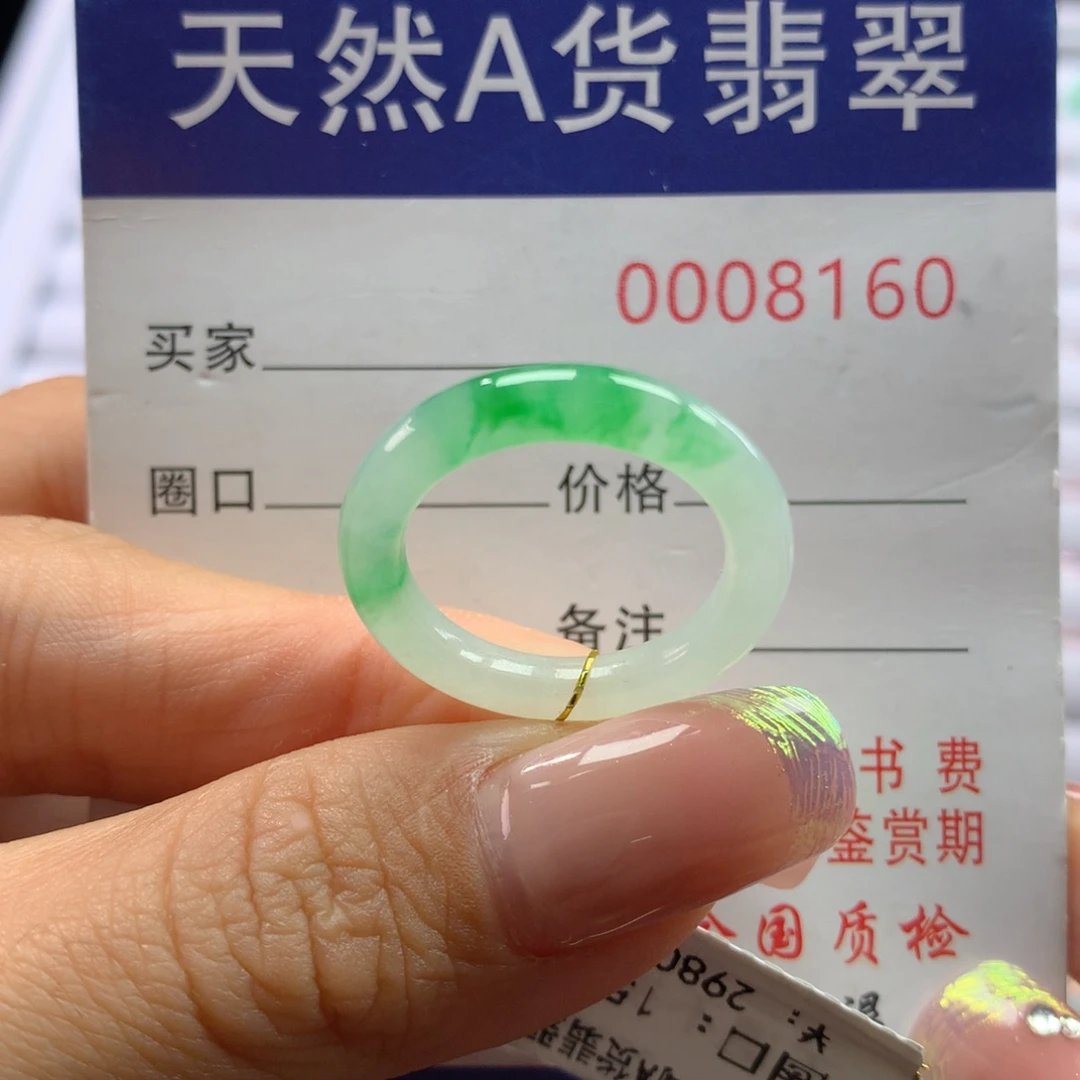 天然A货翡翠
0008160
买家
圈口 价格
备注
书费
鉴赏期
全国质检